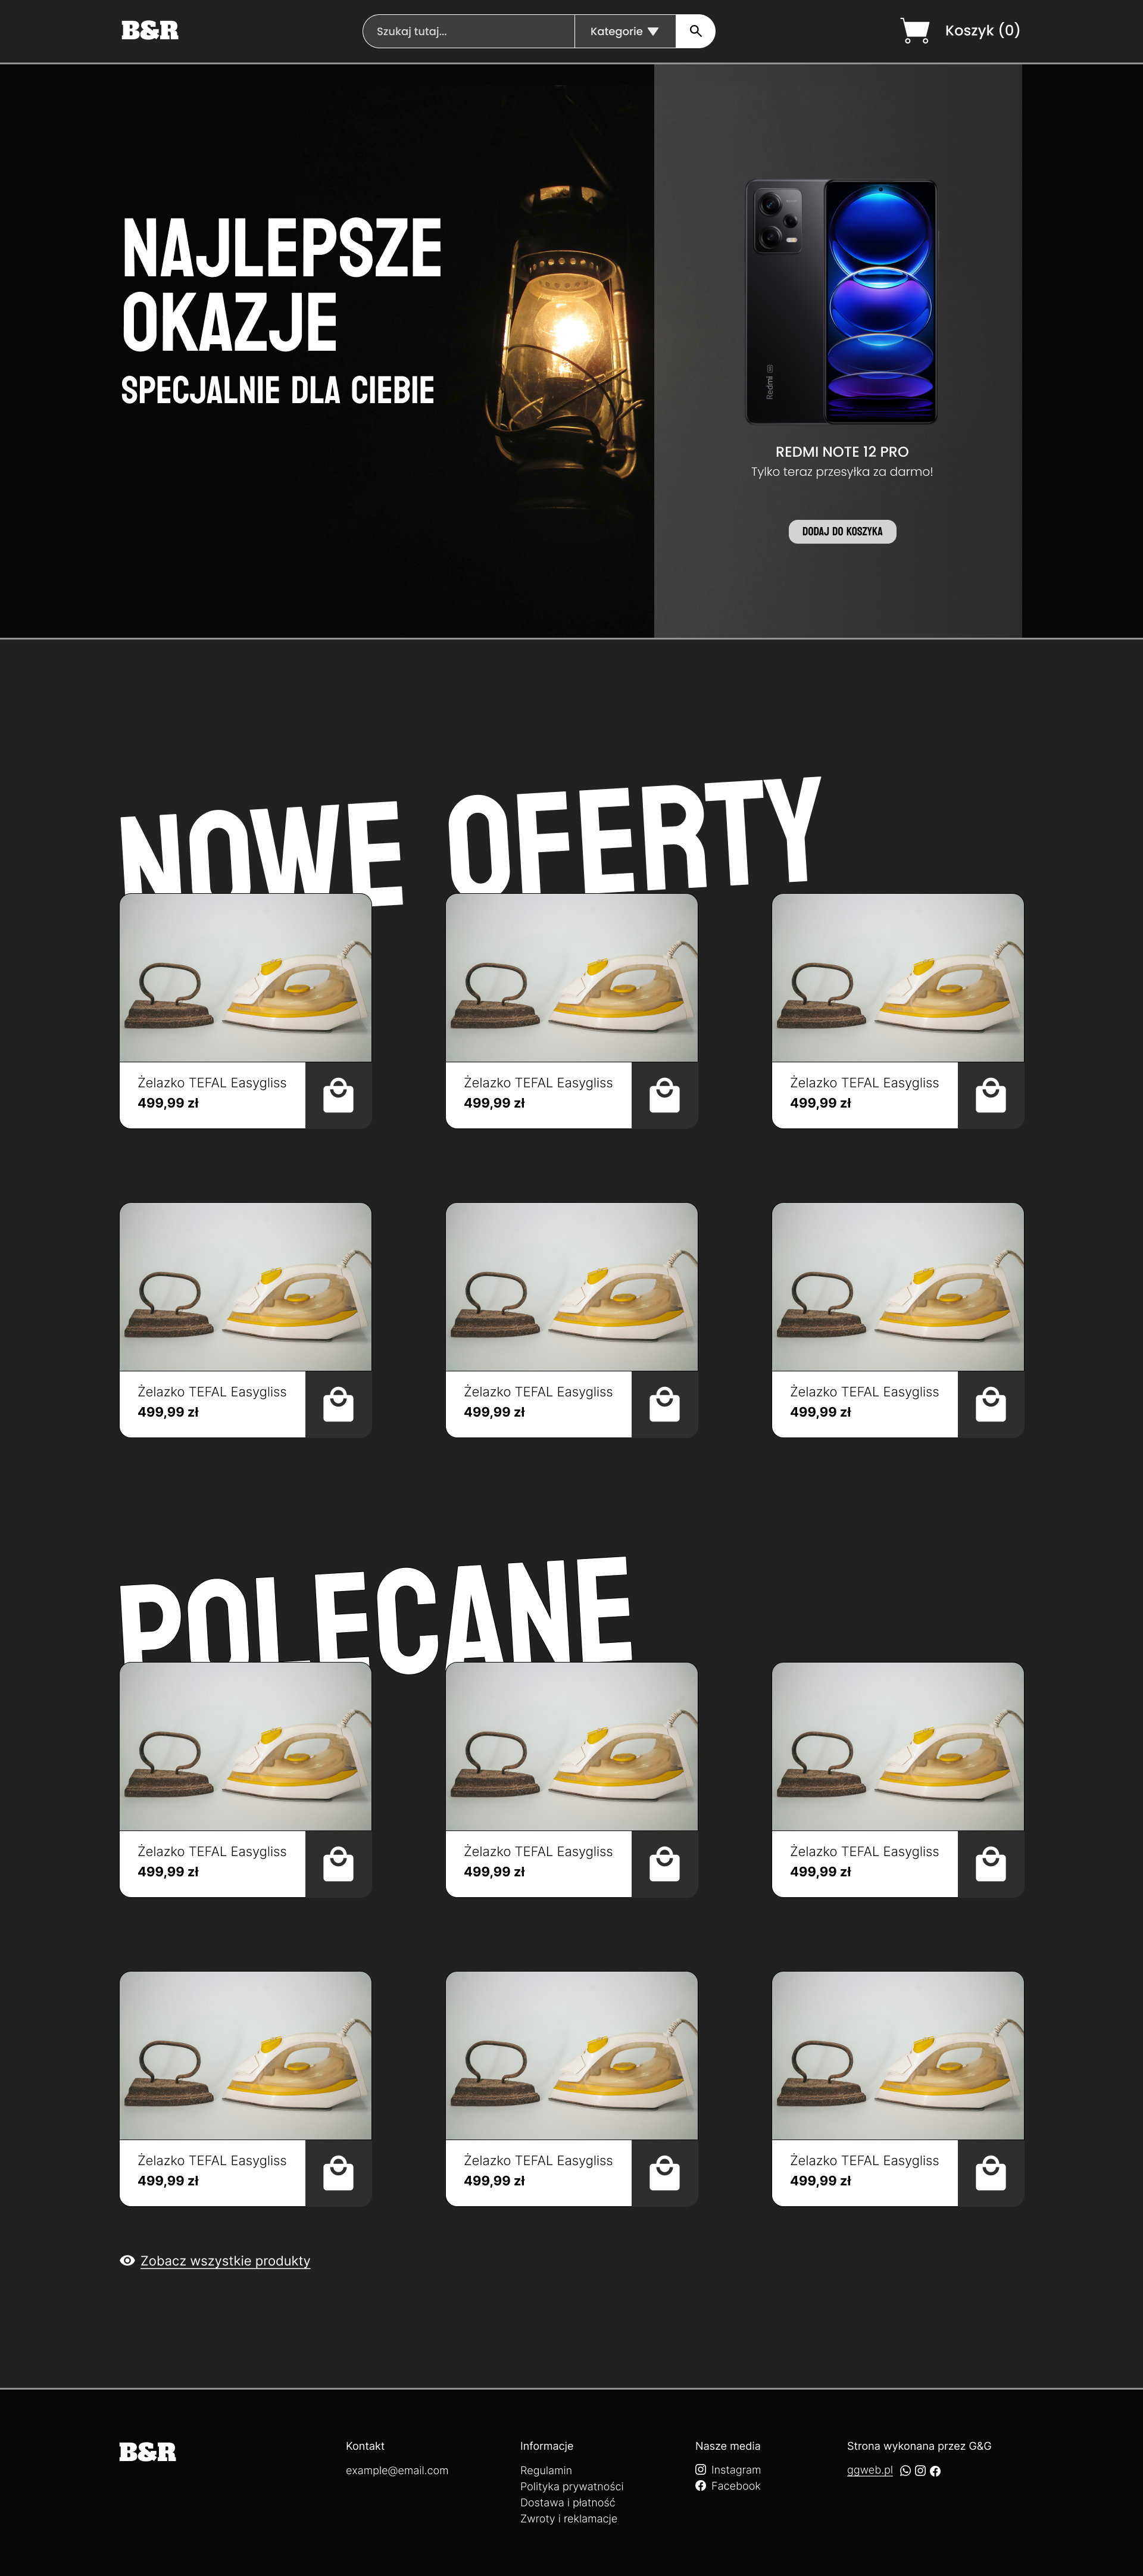 B&R
Szukaj tutaj...
Kategorie
Koszyk (0)
NAJLEPSZE
OKAZJE
SPECJALNIE DLA CIEBIE
Redmi
REDMI NOTE 12 PRO
Tylko teraz przesyłka za darmo!
DODAJ DO KOSZYKA
NOWE OFERTY
Żelazko TEFAL Easygliss
499,99 zł
Żelazko TEFAL Easygliss
499,99 zł
Żelazko TEFAL Easygliss
499,99 zł
Żelazko TEFAL Easygliss
499,99 zł
Żelazko TEFAL Easygliss
499,99 zł
Żelazko TEFAL Easygliss
499,99 zł
POLECANE
Żelazko TEFAL Easygliss
499,99 zł
Żelazko TEFAL Easygliss
499,99 zł
Żelazko TEFAL Easygliss
499,99 zł
Żelazko TEFAL Easygliss
499,99 zł
Żelazko TEFAL Easygliss
499,99 zł
Żelazko TEFAL Easygliss
499,99 zł
Zobacz wszystkie produkty
B&R
Kontakt
example@email.com
Informacje
Regulamin
Polityka prywatności
Dostawa i płatność
Zwroty i reklamacje
Nasze media
Instagram
Facebook
Strona wykonana przez G&G
ggweb.pl